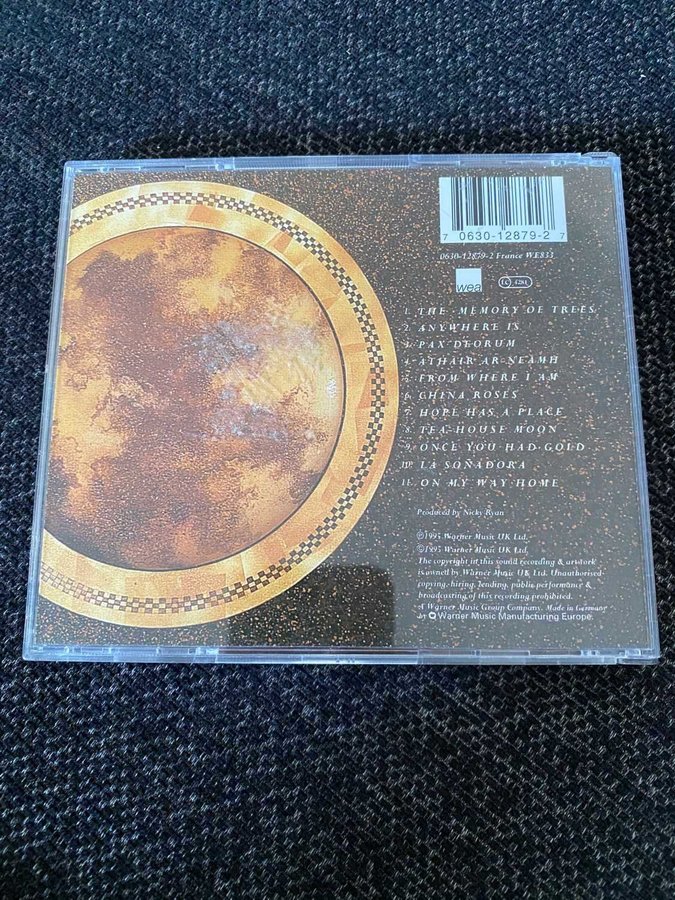 7 0630-12879-2 7
0630-12879-2 France WE833
wea
LC 4281
1. THE MEMORY OF TREES
2. ANYWHERE IS
3. PAX DEORUM
4. ATHAIR AR NEAMH
5. FROM WHERE I AM
6. CHINA ROSES
7. HOPE HAS A PLACE
8. TEA-HOUSE MOON
9. ONCE YOU HAD GOLD
10. LA SOÑADORA
11. ON MY WAY HOME
Produced by Nicky Ryan
℗1995 Warner Music UK Ltd.
©1995 Warner Music UK Ltd.
The copyright in this sound recording & artwork
is owned by Warner Music UK Ltd. Unauthorised
copying, hiring, lending, public performance &
broadcasting of this recording prohibited.
A Warner Music Group Company. Made in Germany
by Warner Music Manufacturing Europe.